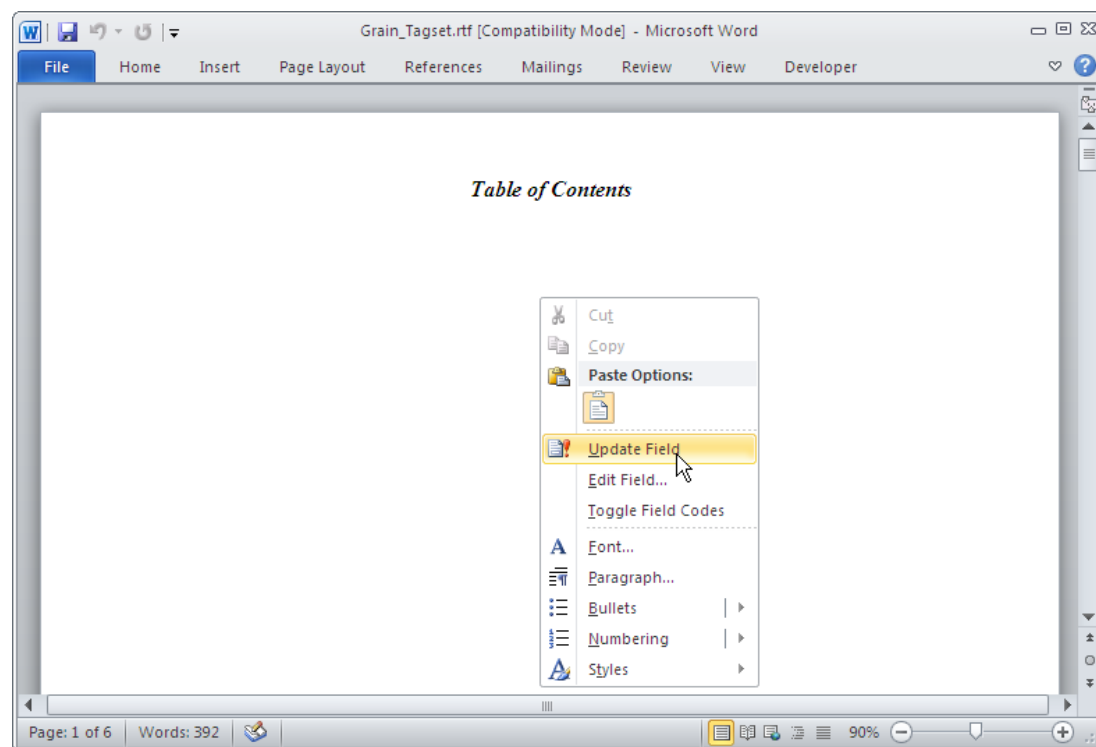 W
Grain_Tagset.rtf [Compatibility Mode] - Microsoft Word
File Home Insert Page Layout References Mailings Review View Developer
Table of Contents
Cut
Copy
Paste Options:
Update Field
Edit Field...
Toggle Field Codes
Font...
Paragraph...
Bullets
Numbering
Styles
Page: 1 of 6 Words: 392 90%